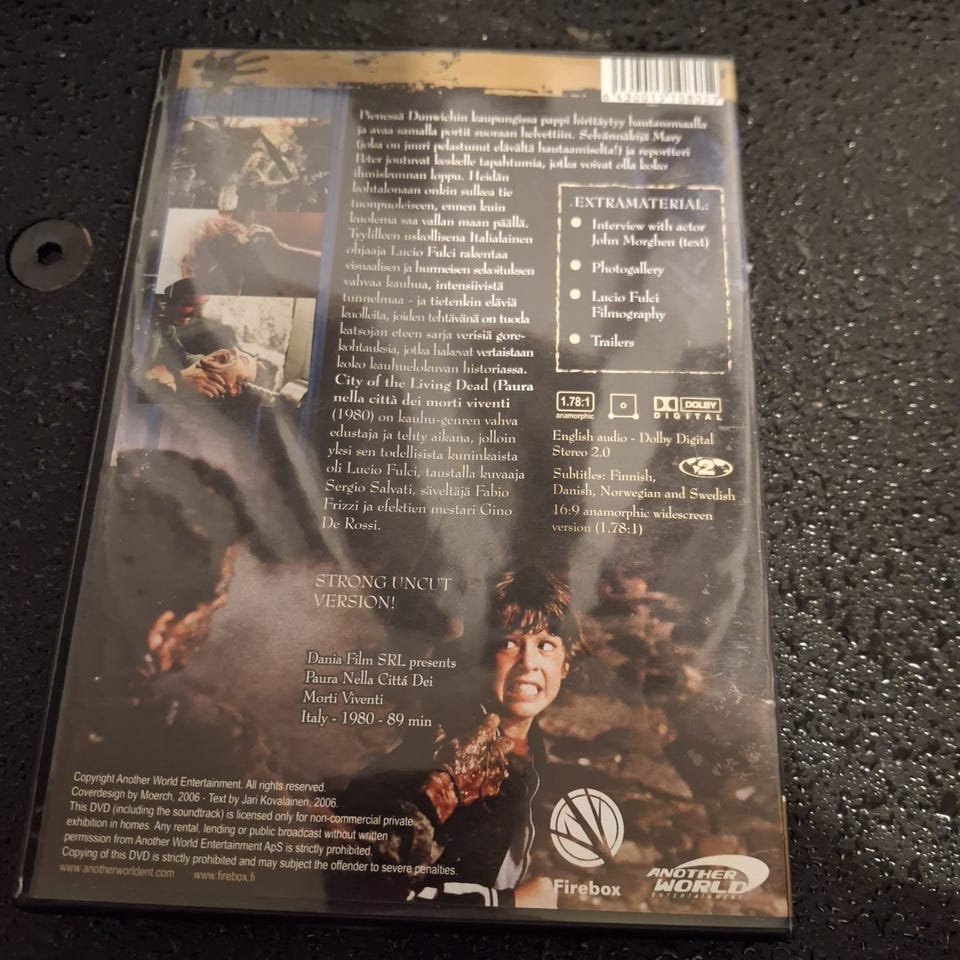 6 430015 10805
Pienessä Dunwichin kaupungissa pappi hirttäytyy hautausmaalla
ja avaa samalla portit suoraan helvettiin. Selvännäkijä Mary
(joka on juuri pelastunut elävältä hautaamiselta!) ja reportteri
Peter joutuvat keskelle tapahtumia, jotka voivat olla koko
ihmiskunnan loppu. Heidän
kohtalonaan onkin sulkea tie
tuonpuoleiseen, ennen kuin
kuolema saa vallan maan päällä.
Tyylilleen uskollisena Italialainen
ohjaaja Lucio Fulci rakentaa
visuaalisen ja hurmeisen sekoituksen
vahvaa kauhua, intensiivistä
tunnelmaa - ja tietenkin eläviä
kuolleita, joiden tehtävänä on tuoda
katsojan eteen sarja verisiä gore-
kohtauksia, jotka hakevat vertaistaan
koko kauhuelokuvan historiassa.
City of the Living Dead (Paura
nella città dei morti viventi
(1980) on kauhu-genren vahva
edustaja ja tehty aikana, jolloin
yksi sen todellisista kuninkaista
oli Lucio Fulci, taustalla kuvaaja
Sergio Salvati, säveltäjä Fabio
Frizzi ja efektien mestari Gino
De Rossi.
EXTRAMATERIAL:
Interview with actor
John Morghen (text)
Photogallery
Lucio Fulci
Filmography
Trailers
1.78:1
anamorphic
DOLBY
DIGITAL
English audio - Dolby Digital
Stereo 2.0
2
Subtitles: Finnish,
Danish, Norwegian and Swedish
16:9 anamorphic widescreen
version (1.78:1)
STRONG UNCUT
VERSION!
Dania Film SRL presents
Paura Nella Cittá Dei
Morti Viventi
Italy - 1980 - 89 min
Copyright Another World Entertainment. All rights reserved.
Coverdesign by Moerch, 2006 - Text by Jari Kovalainen, 2006.
This DVD (including the soundtrack) is licensed only for non-commercial private
exhibition in homes. Any rental, lending or public broadcast without written
permission from Another World Entertainment ApS is strictly prohibited.
Copying of this DVD is strictly prohibited and may subject the offender to severe penalties.
www.anotherworldent.com www.firebox.fi
Firebox
ANOTHER
WORLD
ENTERTAINMENT